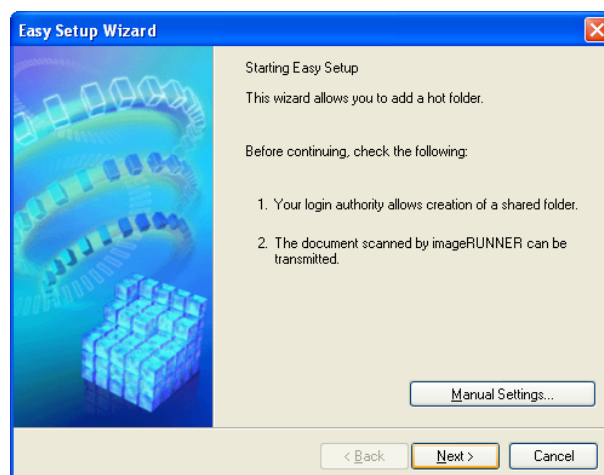 Easy Setup Wizard
Starting Easy Setup
This wizard allows you to add a hot folder.
Before continuing, check the following:
1. Your login authority allows creation of a shared folder.
2. The document scanned by imageRUNNER can be
transmitted.
Manual Settings...
< Back Next > Cancel